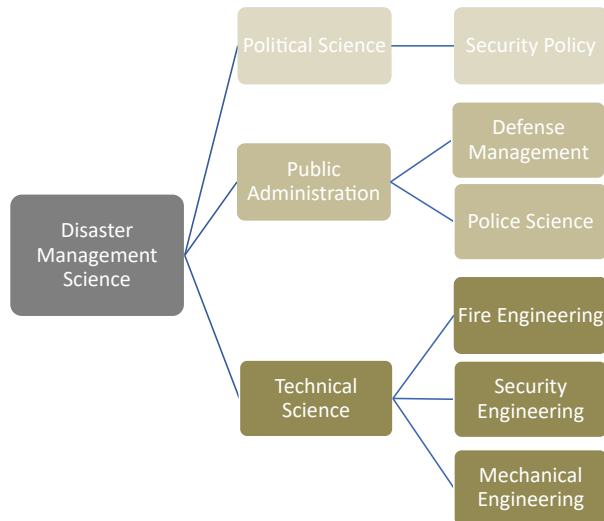 Political Science
Security Policy
Defense
Management
Public
Administration
Police Science
Disaster
Management
Science
Fire Engineering
Technical
Science
Security
Engineering
Mechanical
Engineering